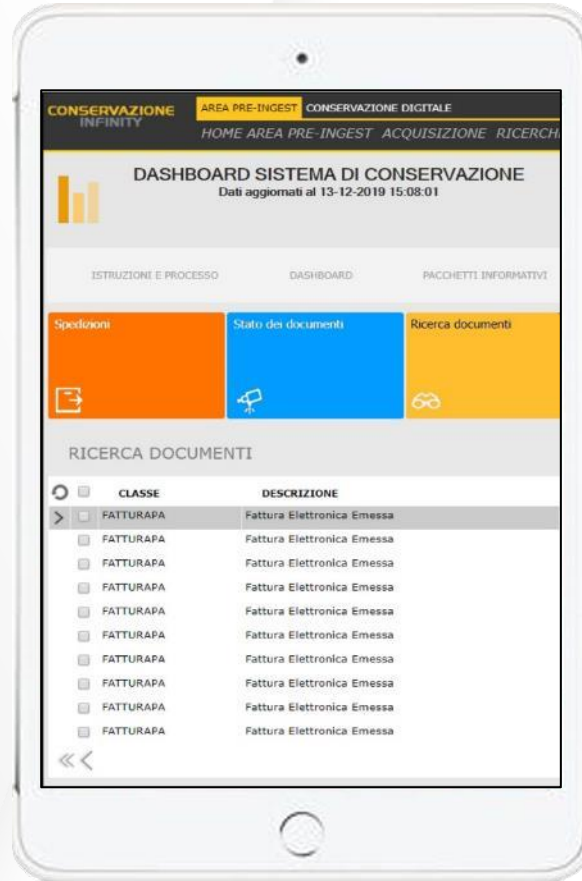 CONSERVAZIONE
INFINITY
AREA PRE-INGEST CONSERVAZIONE DIGITALE
HOME AREA PRE-INGEST ACQUISIZIONE RICERCH
DASHBOARD SISTEMA DI CONSERVAZIONE
Dati aggiornati al 13-12-2019 15:08:01
ISTRUZIONI E PROCESSO DASHBOARD PACCHETTI INFORMATIVI
Spedizioni Stato dei documenti Ricerca documenti
RICERCA DOCUMENTI
CLASSE DESCRIZIONE
FATTURAPA Fattura Elettronica Emessa
FATTURAPA Fattura Elettronica Emessa
FATTURAPA Fattura Elettronica Emessa
FATTURAPA Fattura Elettronica Emessa
FATTURAPA Fattura Elettronica Emessa
FATTURAPA Fattura Elettronica Emessa
FATTURAPA Fattura Elettronica Emessa
FATTURAPA Fattura Elettronica Emessa
FATTURAPA Fattura Elettronica Emessa
FATTURAPA Fattura Elettronica Emessa